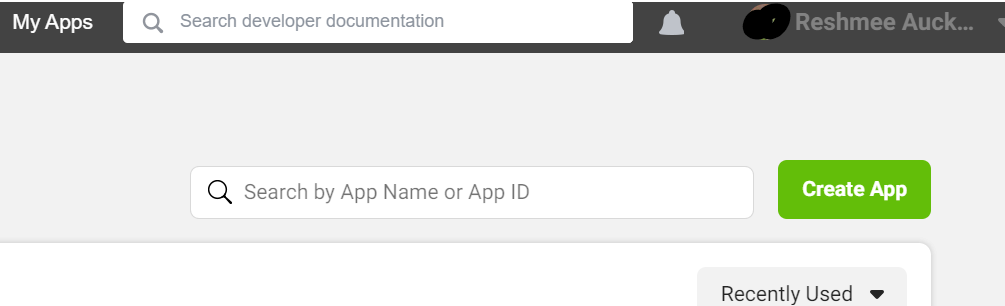 My Apps
Search developer documentation
Reshmee Auck...
Search by App Name or App ID
Create App
Recently Used